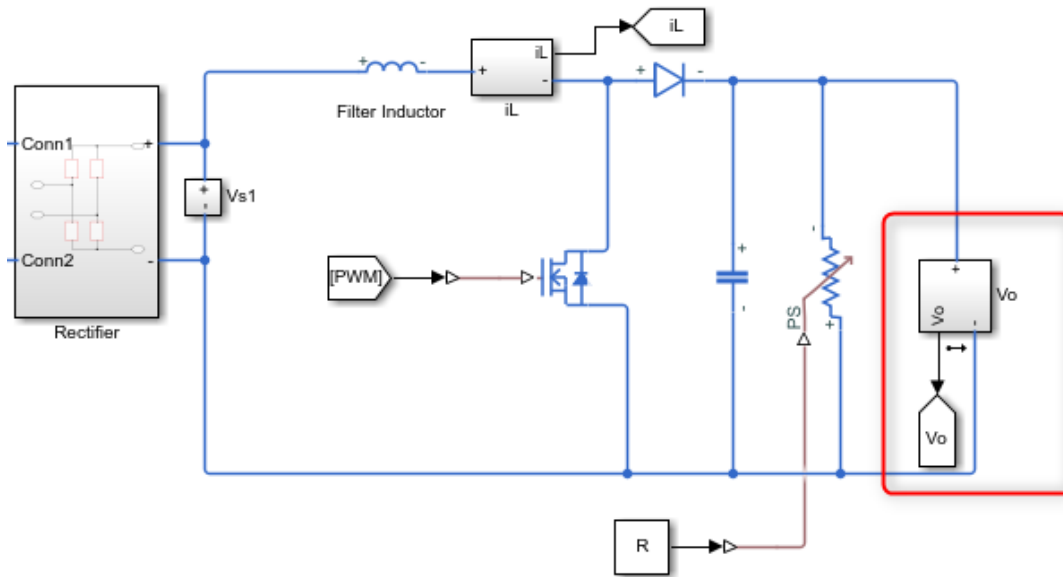 iL
iL
+
-
+
-
+
-
Filter Inductor
iL
Conn1
+
+
-
Vs1
Conn2
-
Rectifier
[PWM]
+
-
-
PS
+
+
Vo
-
Vo
Vo
R